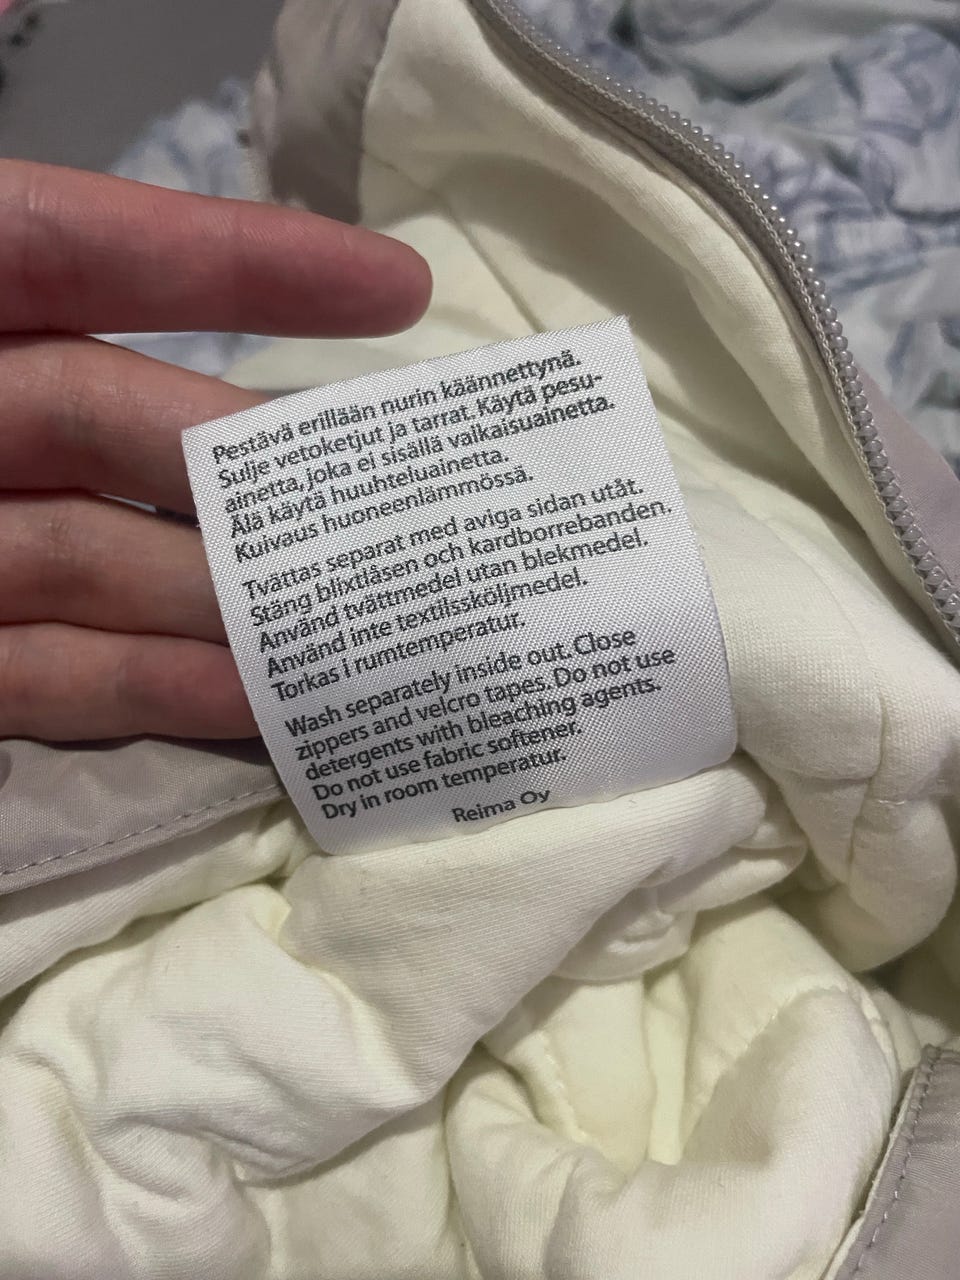 Pestävä erillään nurin käännettynä.
Sulje vetoketjut ja tarrat. Käytä pesu-
ainetta, joka ei sisällä valkaisuainetta.
Älä käytä huuhteluainetta.
Kuivaus huoneenlämmössä.
Tvättas separat med aviga sidan utåt.
Stäng blixtlåsen och kardborrebanden.
Använd tvättmedel utan blekmedel.
Använd inte textilssköljmedel.
Torkas i rumtemperatur.
Wash separately inside out. Close
zippers and velcro tapes. Do not use
detergents with bleaching agents.
Do not use fabric softener.
Dry in room temperatur.
Reima Oy